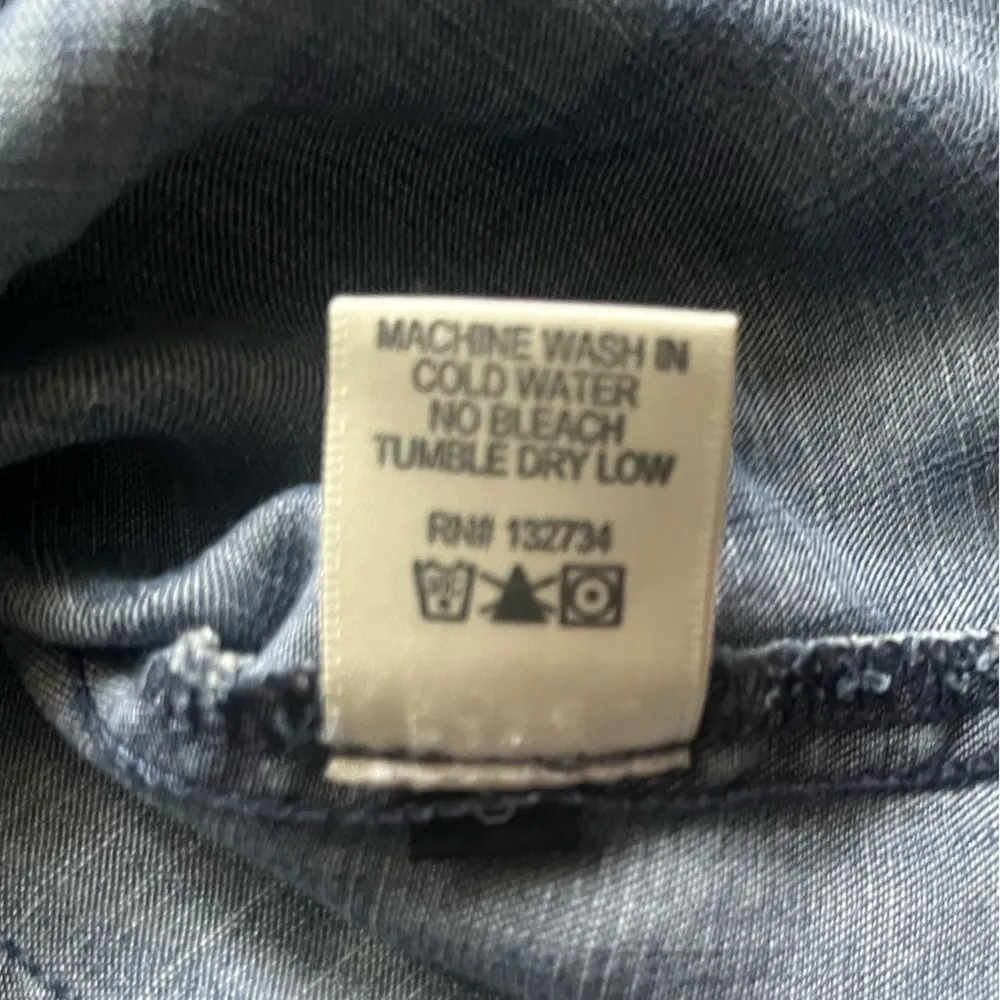 MACHINE WASH IN
COLD WATER
NO BLEACH
TUMBLE DRY LOW
RN# 132734